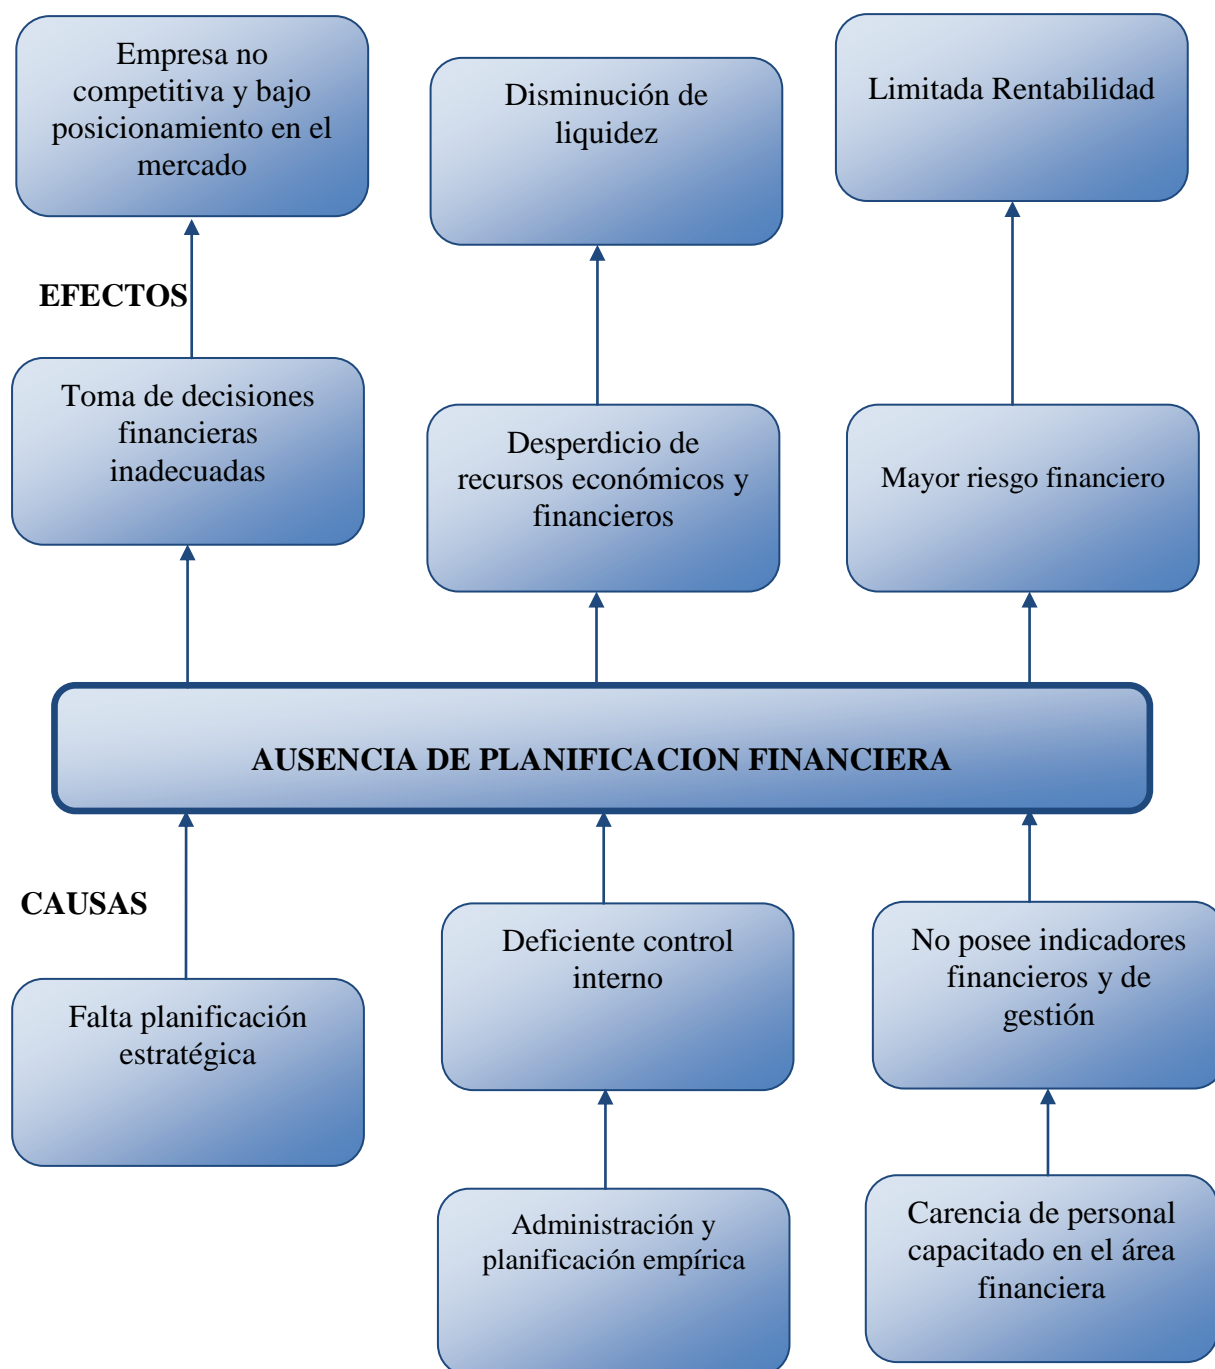 Empresa no
competitiva y bajo
posicionamiento en el
mercado
Disminución de
liquidez
Limitada Rentabilidad
EFECTOS
Toma de decisiones
financieras
inadecuadas
Desperdicio de
recursos económicos y
financieros
Mayor riesgo financiero
AUSENCIA DE PLANIFICACION FINANCIERA
CAUSAS
Falta planificación
estratégica
Deficiente control
interno
No posee indicadores
financieros y de
gestión
Administración y
planificación empírica
Carencia de personal
capacitado en el área
financiera